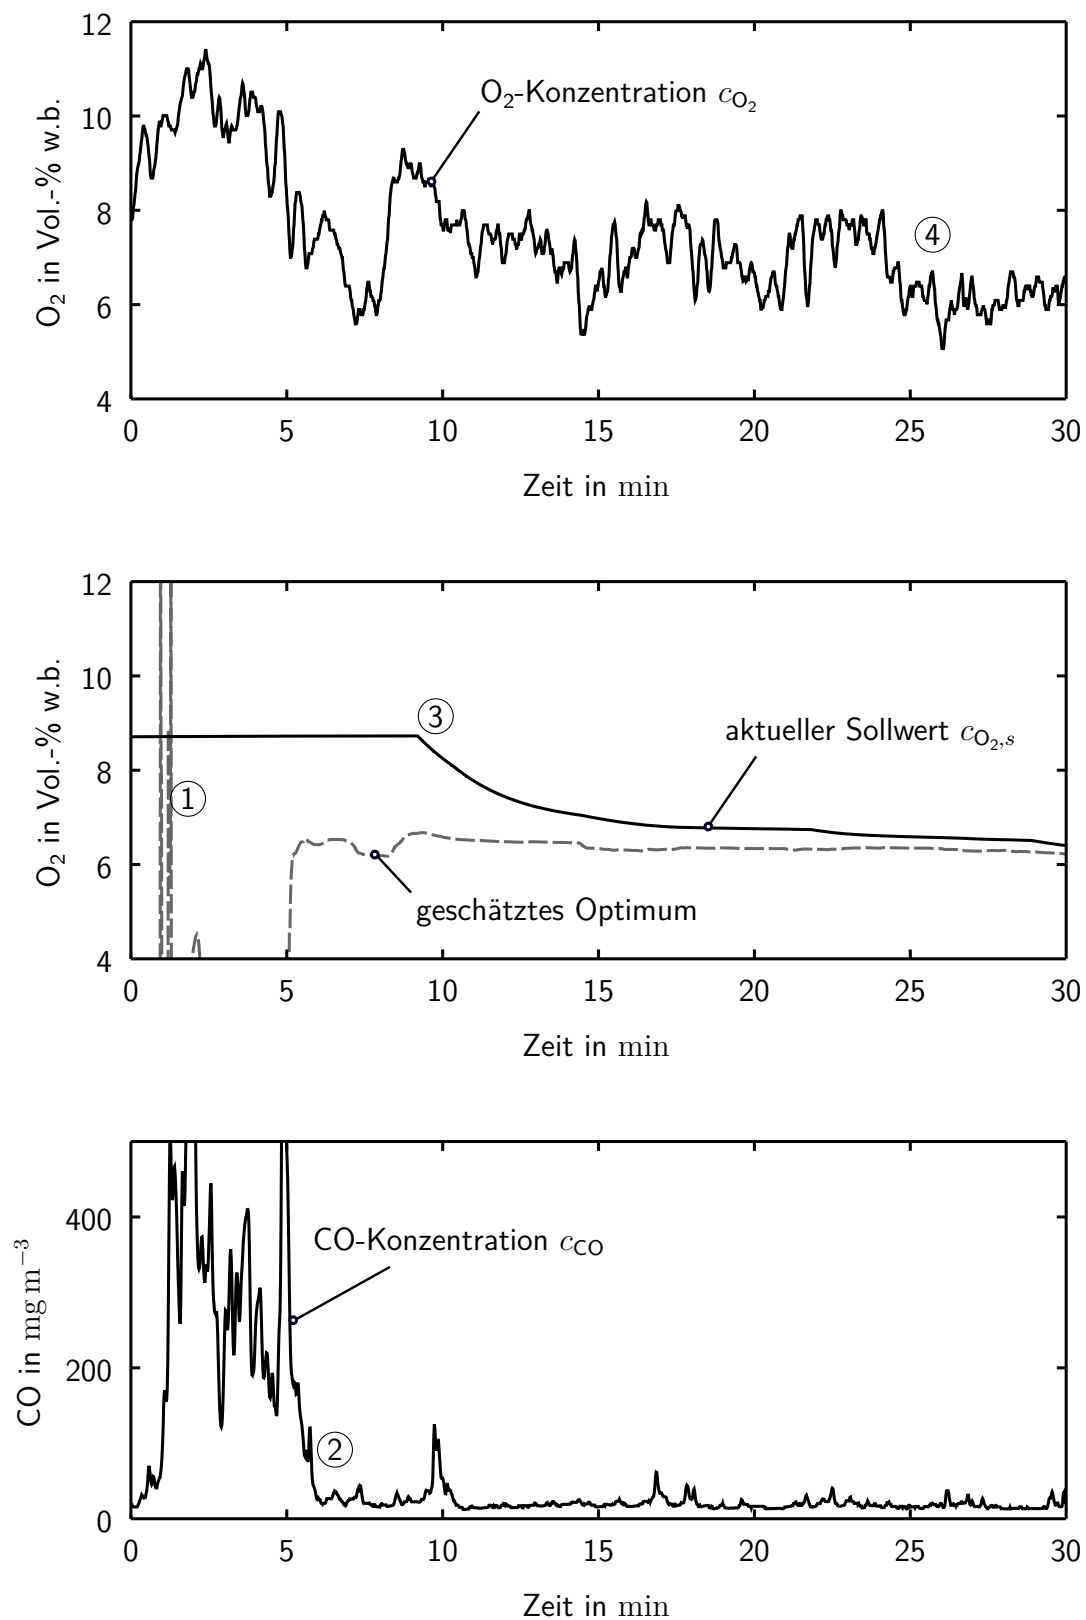 12
10
8
6
4
O₂ in Vol.-% w.b.
O₂-Konzentration c_O₂
④
0 5 10 15 20 25 30
Zeit in min
12
10
8
6
4
O₂ in Vol.-% w.b.
①
③
aktueller Sollwert c_O₂,s
geschätztes Optimum
0 5 10 15 20 25 30
Zeit in min
400
200
0
CO in mg m⁻³
CO-Konzentration c_CO
②
0 5 10 15 20 25 30
Zeit in min